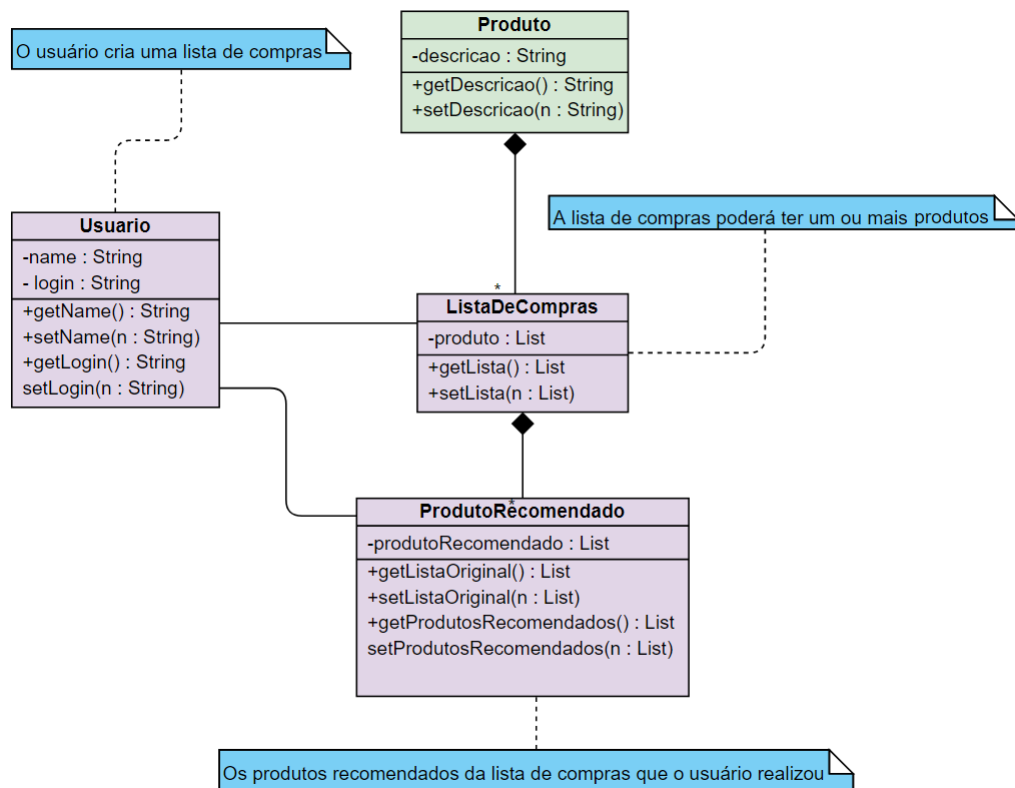 Produto
-descricao : String
+getDescricao() : String
+setDescricao(n : String)
O usuário cria uma lista de compras
A lista de compras poderá ter um ou mais produtos
Usuario
-name : String
- login : String
+getName() : String
+setName(n : String)
+getLogin() : String
setLogin(n : String)
*
ListaDeCompras
-produto : List
+getLista() : List
+setLista(n : List)
*
ProdutoRecomendado
-produtoRecomendado : List
+getListaOriginal() : List
+setListaOriginal(n : List)
+getProdutosRecomendados() : List
setProdutosRecomendados(n : List)
Os produtos recomendados da lista de compras que o usuário realizou